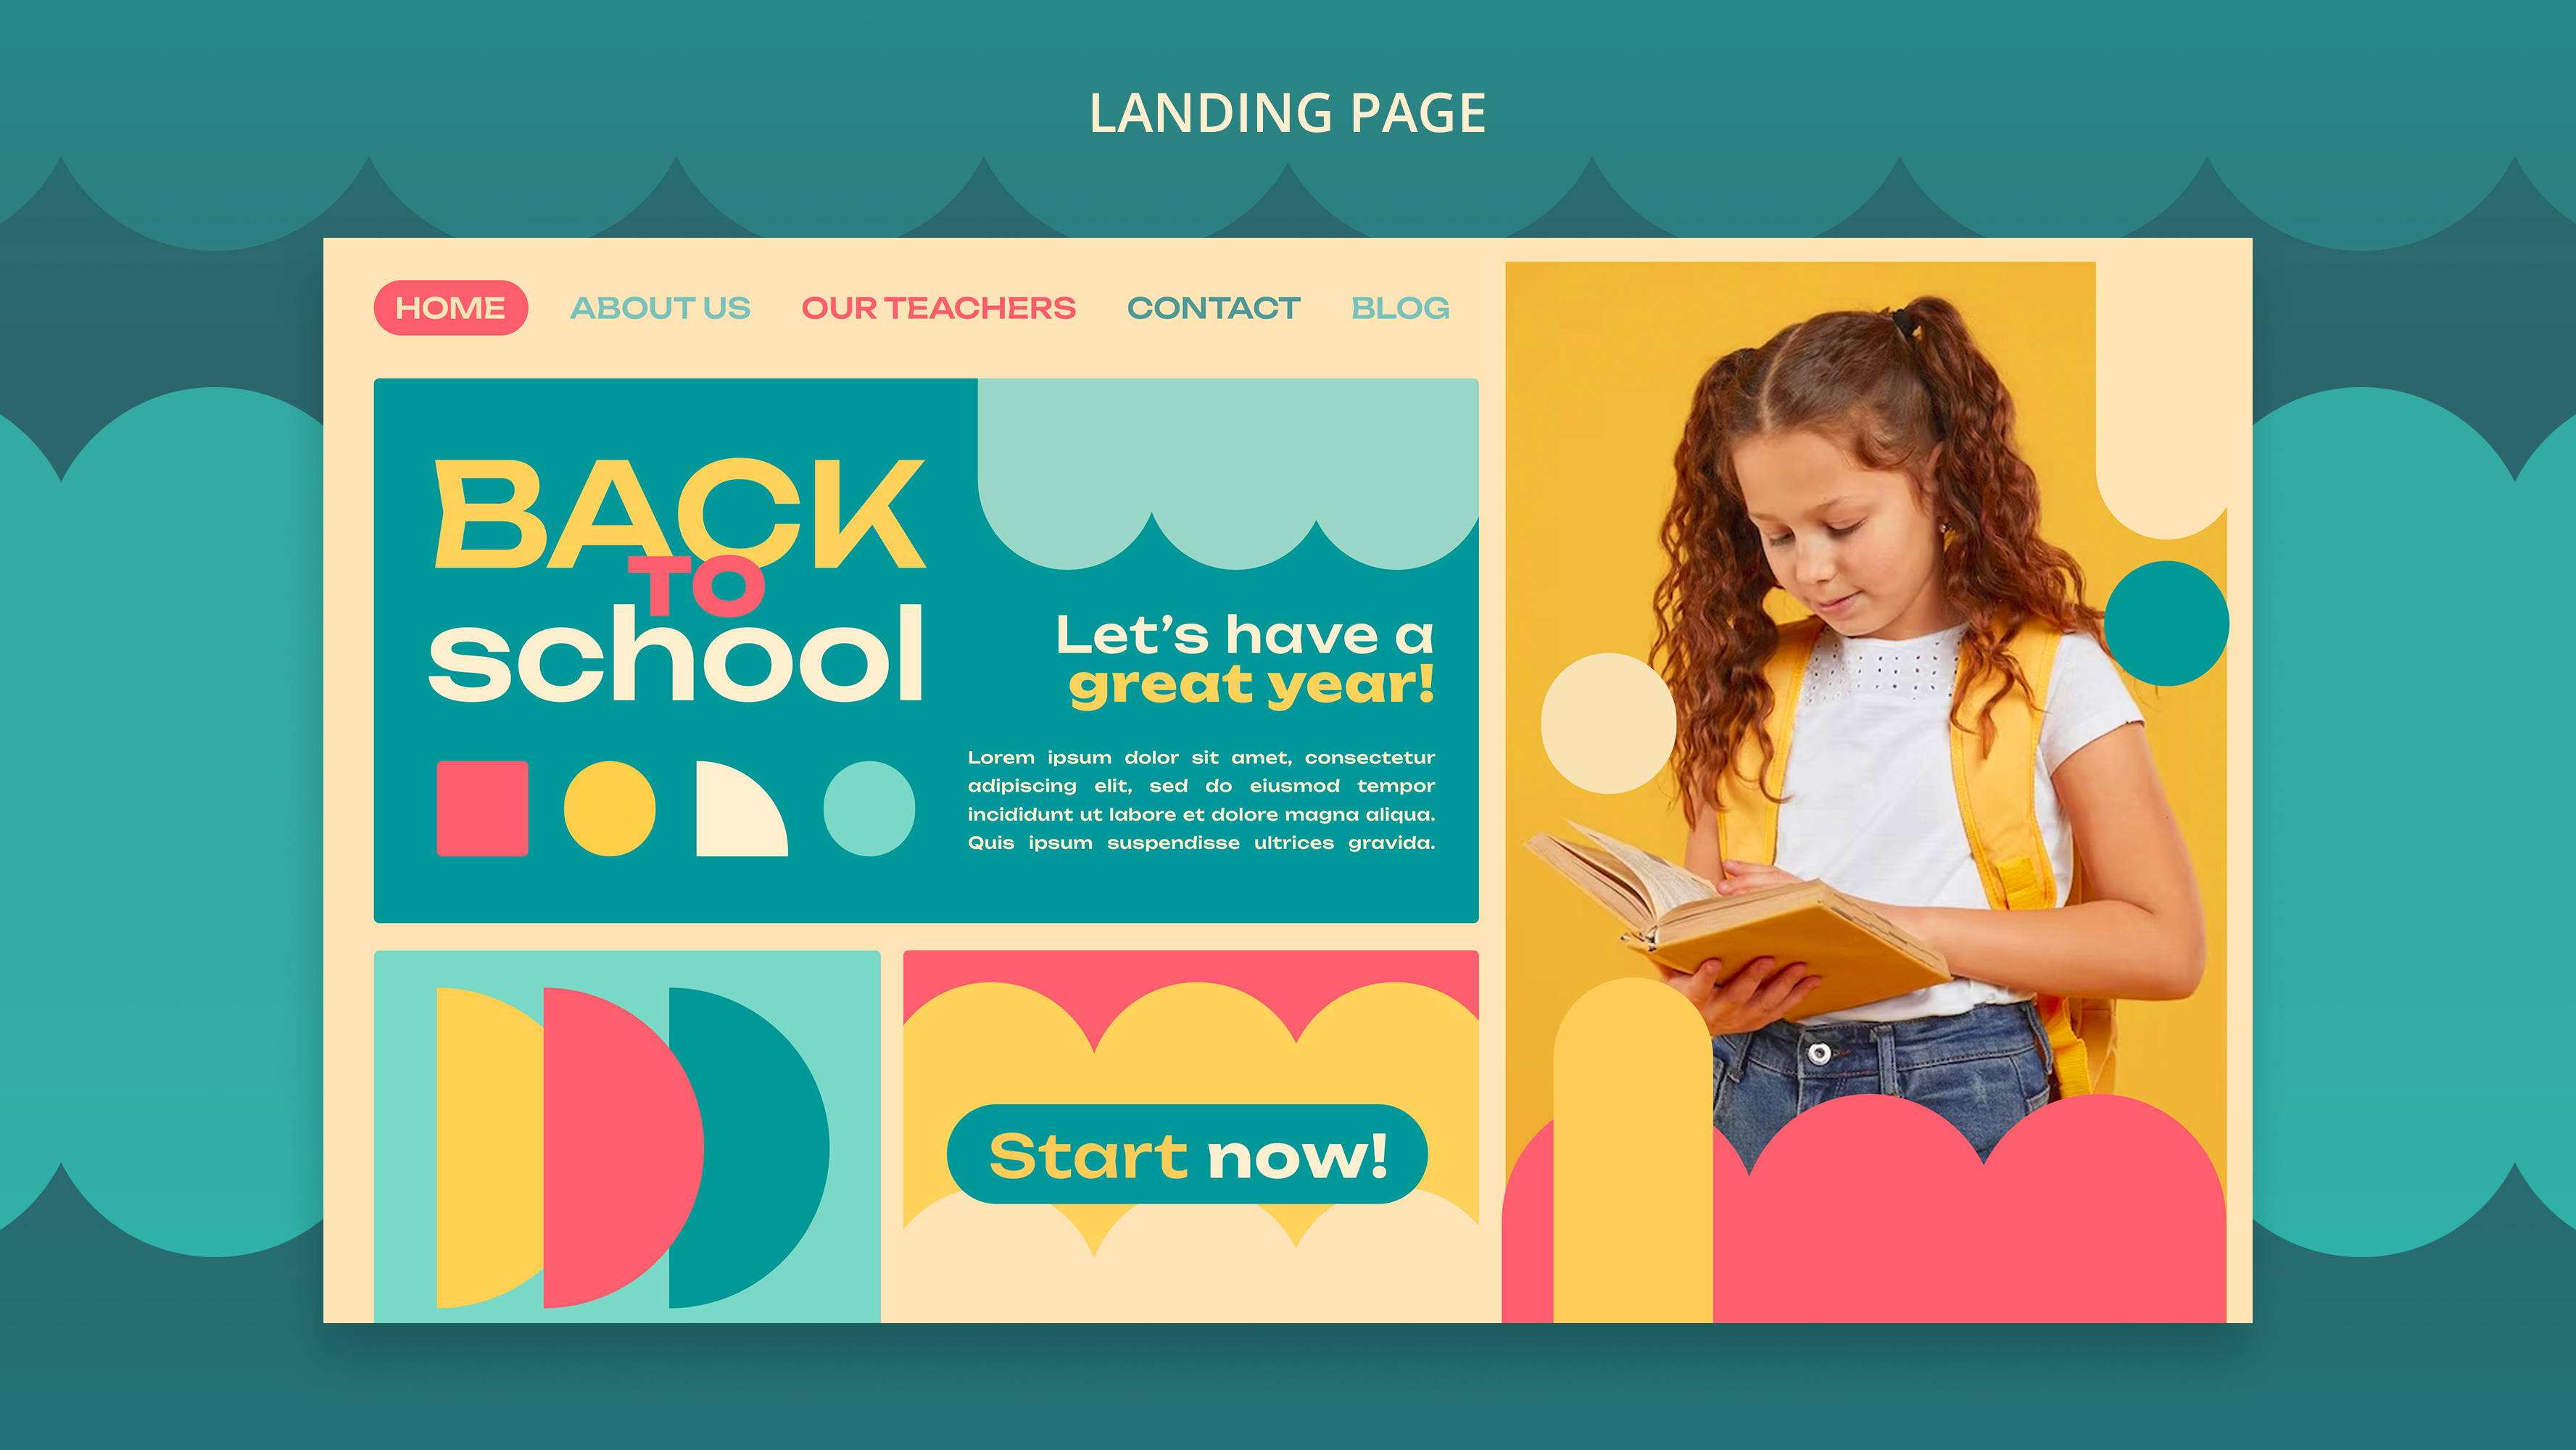 LANDING PAGE
HOME ABOUT US OUR TEACHERS CONTACT BLOG
BACK
TO
school
Let's have a
great year!
Lorem ipsum dolor sit amet, consectetur
adipiscing elit, sed do eiusmod tempor
incididunt ut labore et dolore magna aliqua.
Quis ipsum suspendisse ultrices gravida.
Start now!